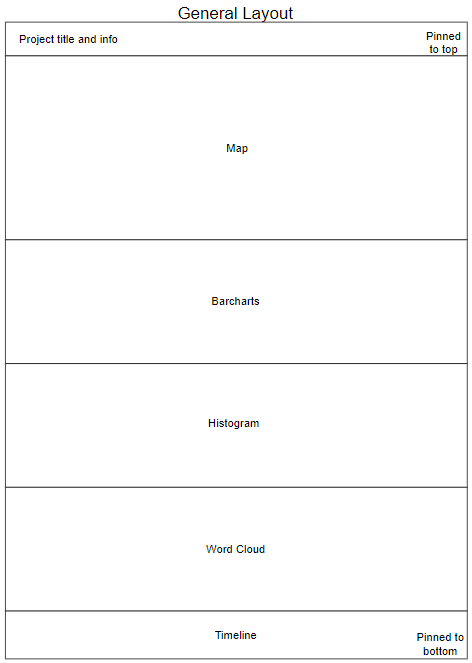 General Layout
Project title and info
Pinned
to top
Map
Barcharts
Histogram
Word Cloud
Timeline
Pinned to
bottom